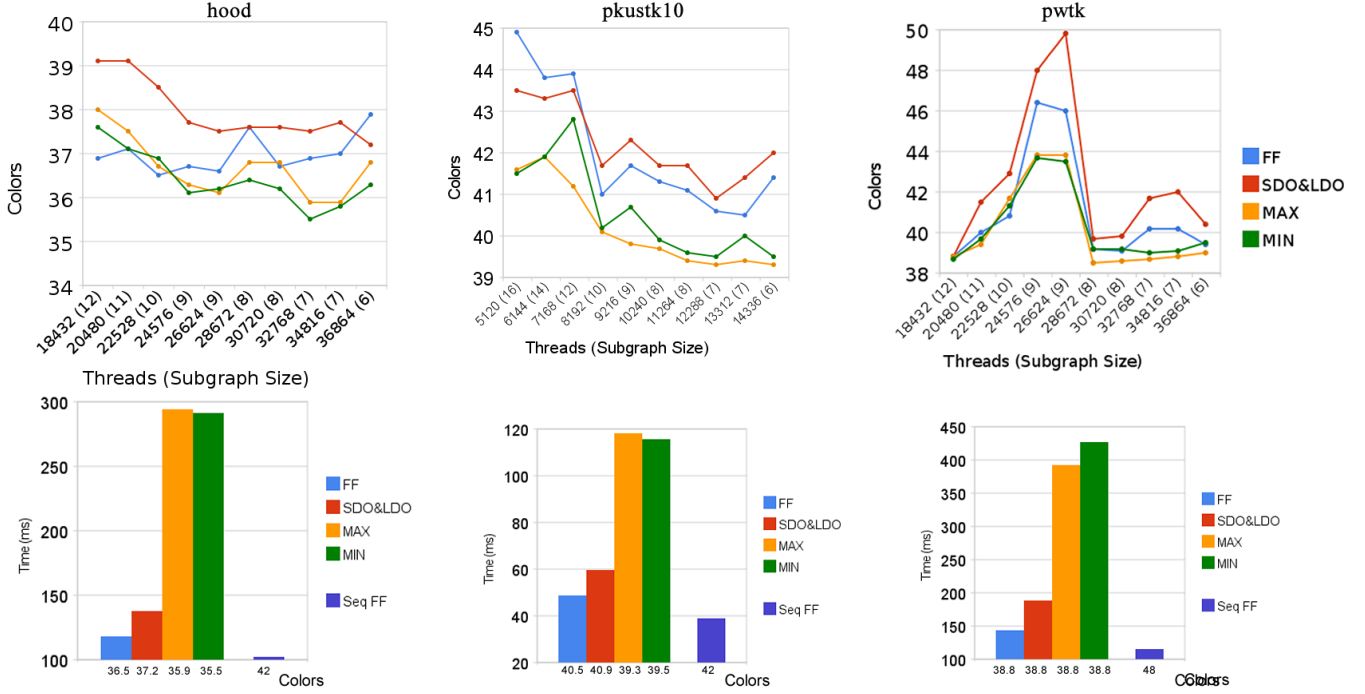 hood
pkustk10
pwtk
40
39
38
37
36
35
34
Colors
18432 (12)
20480 (11)
22528 (10)
24576 (9)
26624 (9)
28672 (8)
30720 (8)
32768 (7)
34816 (7)
36864 (6)
Threads (Subgraph Size)
45
44
43
42
41
40
39
Colors
5120 (16)
6144 (14)
7168 (12)
8192 (10)
9216 (9)
10240 (8)
11264 (8)
12288 (7)
13312 (7)
14336 (6)
Threads (Subgraph Size)
50
48
46
44
42
40
38
Colors
18432 (12)
20480 (11)
22528 (10)
24576 (9)
26624 (9)
28672 (8)
30720 (8)
32768 (7)
34816 (7)
36864 (6)
Threads (Subgraph Size)
FF
SDO&LDO
MAX
MIN
300
250
200
150
100
Time (ms)
36.5 37.2 35.9 35.5 42
Colors
FF
SDO&LDO
MAX
MIN
Seq FF
120
100
80
60
40
20
Time (ms)
40.5 40.9 39.3 39.5 42
Colors
FF
SDO&LDO
MAX
MIN
Seq FF
450
400
350
300
250
200
150
100
Time (ms)
38.8 38.8 38.8 38.8 48
Colors
FF
SDO&LDO
MAX
MIN
Seq FF